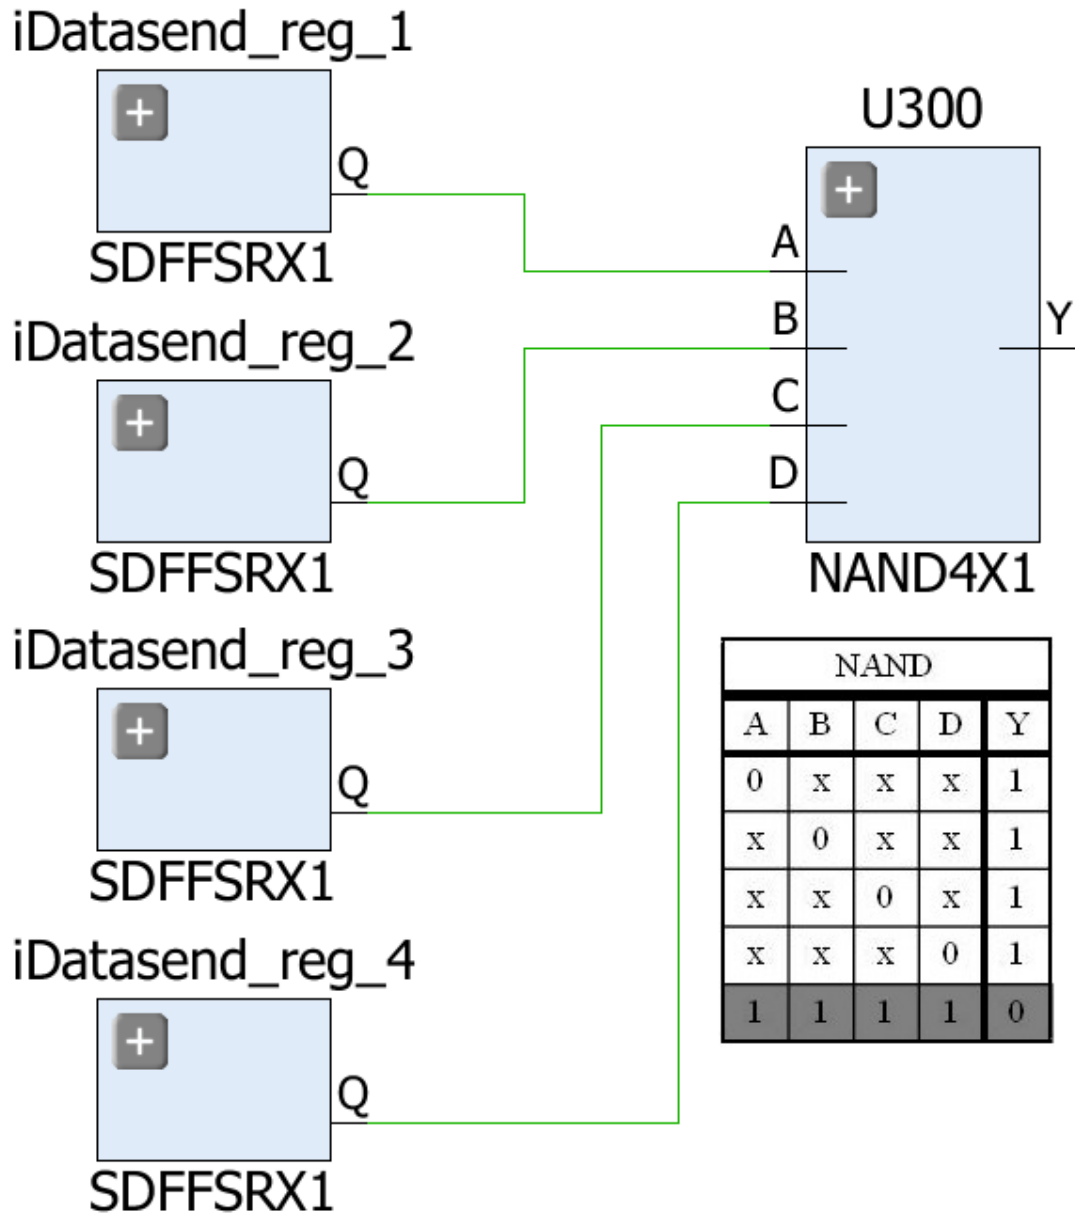 iDatasend_reg_1
+
Q
SDFFSRX1
iDatasend_reg_2
+
Q
SDFFSRX1
iDatasend_reg_3
+
Q
SDFFSRX1
iDatasend_reg_4
+
Q
SDFFSRX1
U300
+
A
B
C
D
Y
NAND4X1
NAND
A B C D Y
0 x x x 1
x 0 x x 1
x x 0 x 1
x x x 0 1
1 1 1 1 0